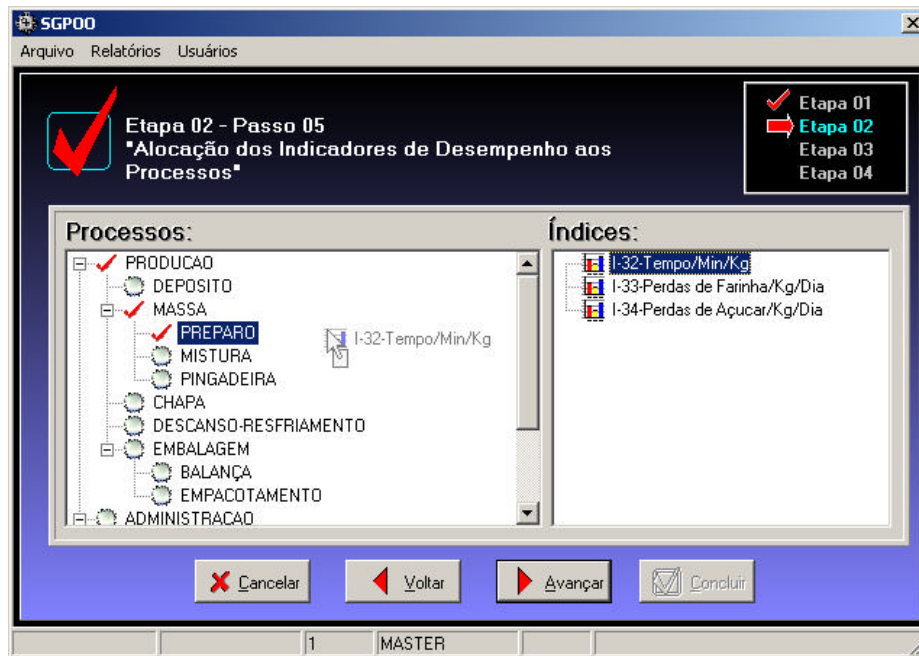 SGPOO
Arquivo Relatórios Usuários
Etapa 02 - Passo 05
"Alocação dos Indicadores de Desempenho aos
Processos"
Etapa 01
Etapa 02
Etapa 03
Etapa 04
Processos:
PRODUCAO
DEPOSITO
MASSA
PREPARO
MISTURA
PINGADEIRA
CHAPA
DESCANSO-RESFRIAMENTO
EMBALAGEM
BALANÇA
EMPACOTAMENTO
ADMINISTRACAO
I-32-Tempo/Min/Kg
Índices:
I-32-Tempo/Min/Kg
I-33-Perdas de Farinha/Kg/Dia
I-34-Perdas de Açucar/Kg/Dia
Cancelar
Voltar
Avançar
Concluir
1 MASTER